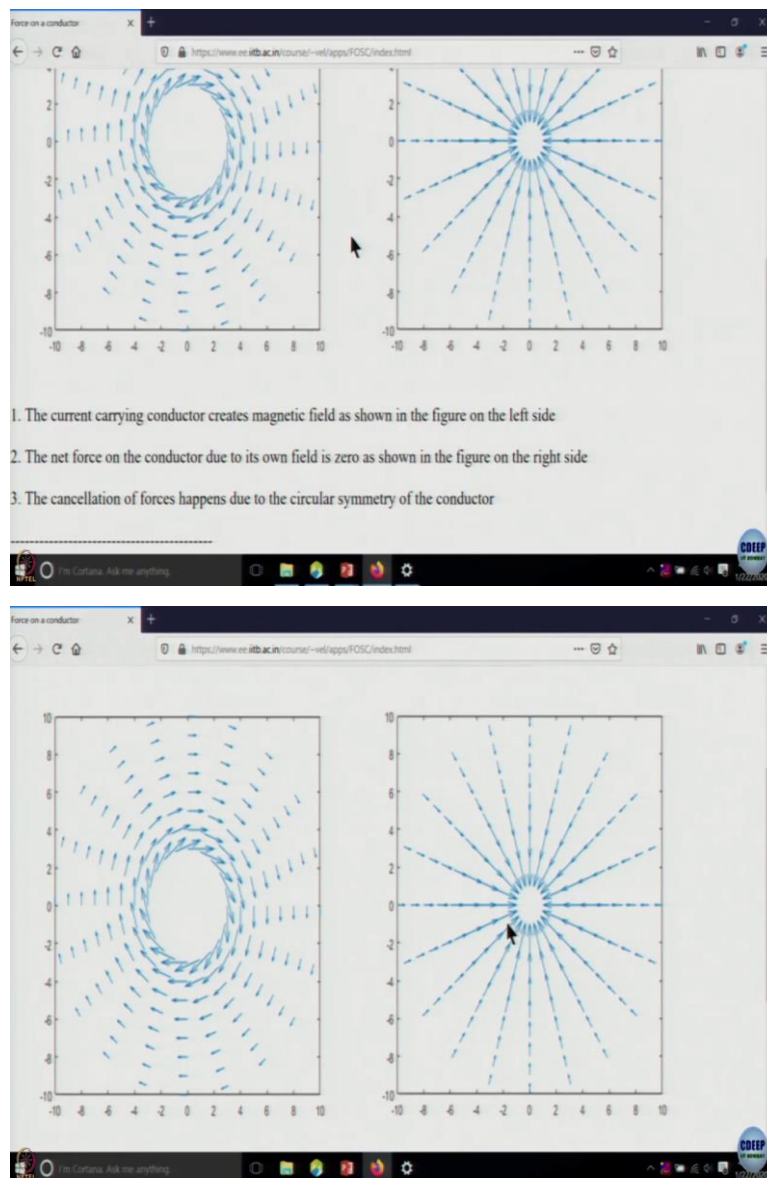 Force on a conductor
https://www.ee.iitb.ac.in/course/~vel/apps/FOSC/index.html
2 2
0 0
-2 -2
-4 -4
-6 -6
-8 -8
-10 -10
-10 -8 -6 -4 -2 0 2 4 6 8 10 -10 -8 -6 -4 -2 0 2 4 6 8 10
1. The current carrying conductor creates magnetic field as shown in the figure on the left side
2. The net force on the conductor due to its own field is zero as shown in the figure on the right side
3. The cancellation of forces happens due to the circular symmetry of the conductor
CDEEP
IIT BOMBAY
NPTEL
I'm Cortana. Ask me anything.
Force on a conductor
https://www.ee.iitb.ac.in/course/~vel/apps/FOSC/index.html
10 10
8 8
6 6
4 4
2 2
0 0
-2 -2
-4 -4
-6 -6
-8 -8
-10 -10
-10 -8 -6 -4 -2 0 2 4 6 8 10 -10 -8 -6 -4 -2 0 2 4 6 8 10
CDEEP
IIT BOMBAY
NPTEL
I'm Cortana. Ask me anything.